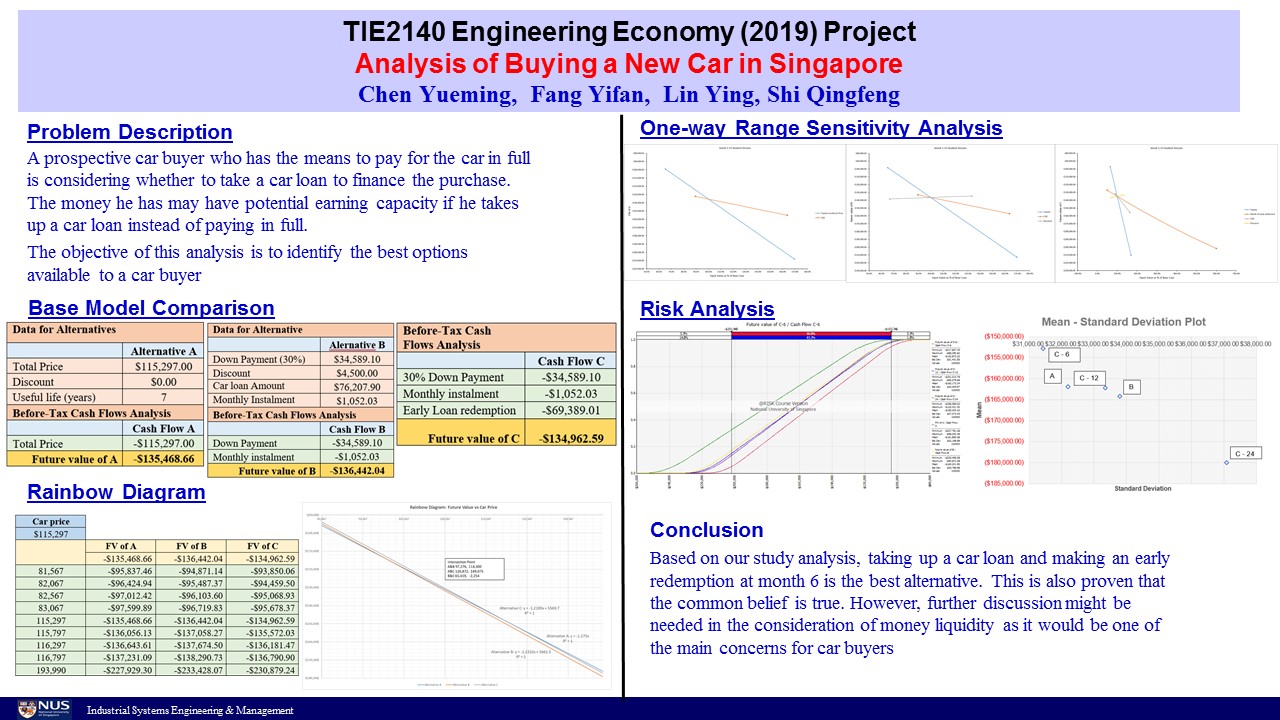 TIE2140 Engineering Economy (2019) Project
Analysis of Buying a New Car in Singapore
Chen Yueming, Fang Yifan, Lin Ying, Shi Qingfeng
Problem Description
A prospective car buyer who has the means to pay for the car in full
is considering whether to take a car loan to finance the purchase.
The money he has may have potential earning capacity if he takes
up a car loan instead of paying in full.
The objective of this analysis is to identify the best options
available to a car buyer
Base Model Comparison
Data for Alternatives
Alternative A
Total Price $115,297.00
Discount $0.00
Useful life (years) 7
Before-Tax Cash Flows Analysis
Cash Flow A
Total Price -$115,297.00
Future value of A -$135,468.66
Data for Alternative
Alernative B
Down Payment (30%) $34,589.10
Discount $4,500.00
Car loan Amount $76,207.90
Monthly Instalment $1,052.03
Before-Tax Cash Flows Analysis
Cash Flow B
Down Payment -$34,589.10
Monthly instalment -$1,052.03
Future value of B -$136,442.04
Before-Tax Cash
Flows Analysis
Cash Flow C
30% Down Payment -$34,589.10
Monthly instalment -$1,052.03
Early Loan redemption -$69,389.01
Future value of C -$134,962.59
Rainbow Diagram
Car price
$115,297
FV of A FV of B FV of C
-$135,468.66 -$136,442.04 -$134,962.59
81,567 -$95,837.46 -$94,871.14 -$93,850.06
82,067 -$96,424.94 -$95,487.37 -$94,459.50
82,567 -$97,012.42 -$96,103.60 -$95,068.93
83,067 -$97,599.89 -$96,719.83 -$95,678.37
115,297 -$135,468.66 -$136,442.04 -$134,962.59
115,797 -$136,056.13 -$137,058.27 -$135,572.03
116,297 -$136,643.61 -$137,674.50 -$136,181.47
116,797 -$137,231.09 -$138,290.73 -$136,790.90
193,990 -$227,929.30 -$233,428.07 -$230,879.24
Rainbow Diagram: Future Value vs Car Price
Intersection Point
One-way Range Sensitivity Analysis
Risk Analysis
Future value of C-6 / Cash Flow C-6
@RISK Course Version
National University of Singapore
Mean - Standard Deviation Plot
$31,000.00 $32,000.00 $33,000.00 $34,000.00 $35,000.00 $36,000.00 $37,000.00 $38,000.00
($150,000.00)
($155,000.00)
($160,000.00)
($165,000.00)
($170,000.00)
($175,000.00)
($180,000.00)
($185,000.00)
C - 6
A
C - 12
B
C - 24
Mean
Standard Deviation
Conclusion
Based on our study analysis, taking up a car loan and making an early
redemption at month 6 is the best alternative. This is also proven that
the common belief is true. However, further discussion might be
needed in the consideration of money liquidity as it would be one of
the main concerns for car buyers
NUS
National University
of Singapore
Industrial Systems Engineering & Management